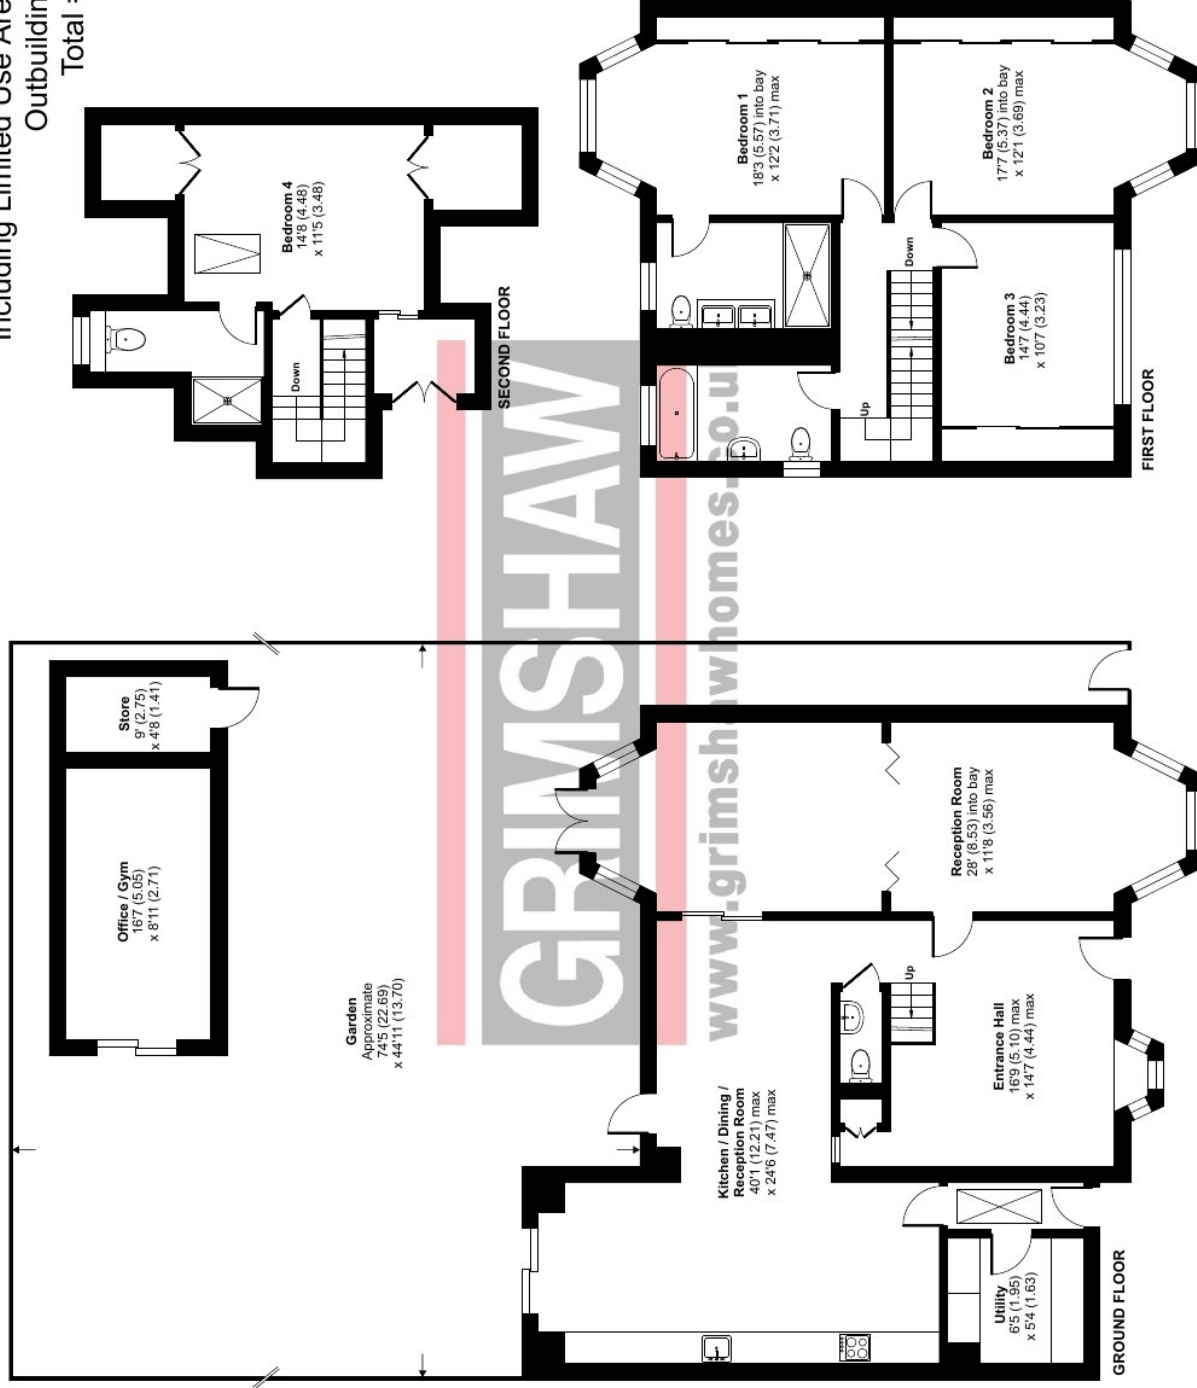 Including Limited Use Are
Outbuildin
Total =
Bedroom 4
14'8 (4.48)
x 11'5 (3.48)
Down
SECOND FLOOR
Bedroom 1
18'3 (5.57) into bay
x 12'2 (3.71) max
Bedroom 2
17'7 (5.37) into bay
x 12'1 (3.69) max
Down
Up
Bedroom 3
14'7 (4.44)
x 10'7 (3.23)
FIRST FLOOR
GRIMSHAW
www.grimshawhomes.co.u
Store
9' (2.75)
x 4'8 (1.41)
Office / Gym
16'7 (5.05)
x 8'11 (2.71)
Garden
Approximate
74'5 (22.69)
x 44'11 (13.70)
Reception Room
28' (8.53) into bay
x 11'8 (3.56) max
Kitchen / Dining /
Reception Room
40'1 (12.21) max
x 24'6 (7.47) max
Up
Entrance Hall
16'9 (5.10) max
x 14'7 (4.44) max
Utility
6'5 (1.95)
x 5'4 (1.63)
GROUND FLOOR